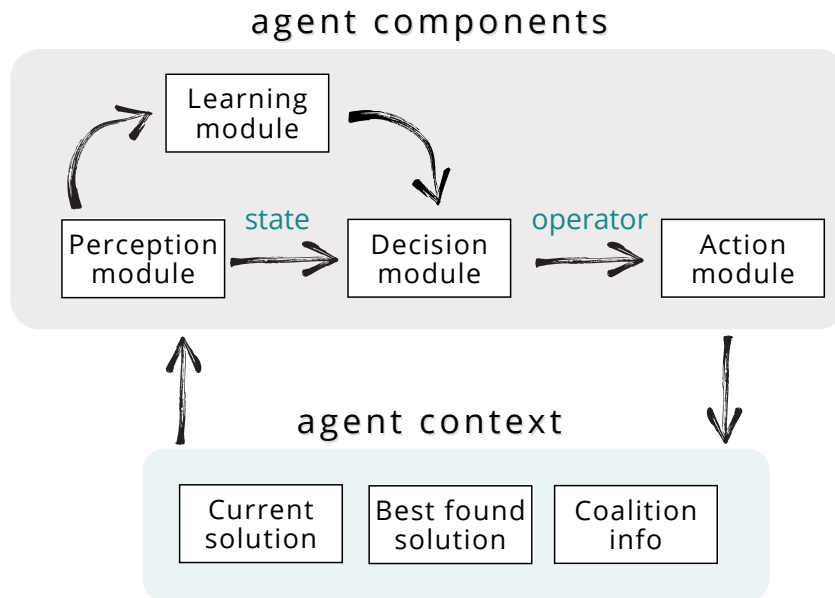 agent components
Learning
module
state
operator
Perception
module
Decision
module
Action
module
agent context
Current
solution
Best found
solution
Coalition
info